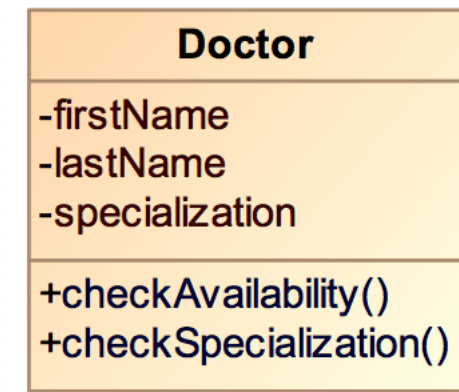 Doctor
-firstName
-lastName
-specialization
+checkAvailability()
+checkSpecialization()